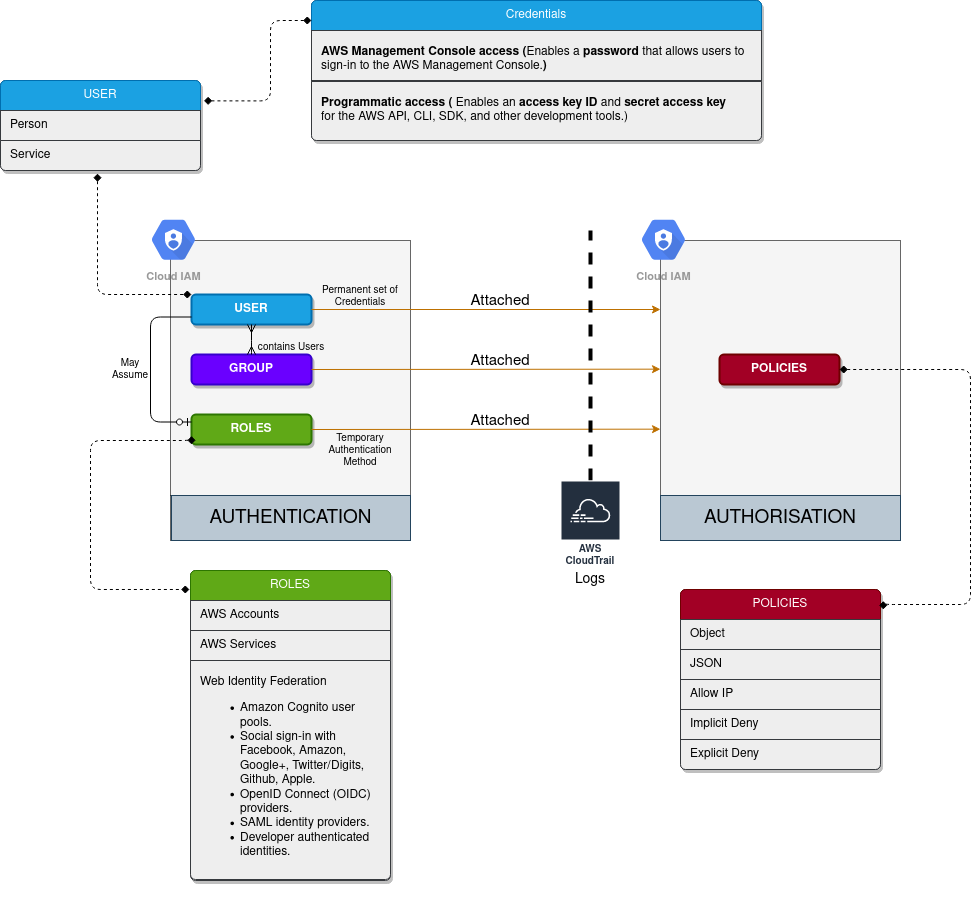 Credentials
AWS Management Console access (Enables a password that allows users to
sign-in to the AWS Management Console.)
Programmatic access ( Enables an access key ID and secret access key
for the AWS API, CLI, SDK, and other development tools.)
USER
Person
Service
Cloud IAM
USER
Permanent set of
Credentials
contains Users
GROUP
May
Assume
ROLES
Temporary
Authentication
Method
AUTHENTICATION
Attached
Attached
Attached
AWS
CloudTrail
Logs
Cloud IAM
POLICIES
AUTHORISATION
ROLES
AWS Accounts
AWS Services
Web Identity Federation
• Amazon Cognito user
pools.
• Social sign-in with
Facebook, Amazon,
Google+, Twitter/Digits,
Github, Apple.
• OpenID Connect (OIDC)
providers.
• SAML identity providers.
• Developer authenticated
identities.
POLICIES
Object
JSON
Allow IP
Implicit Deny
Explicit Deny